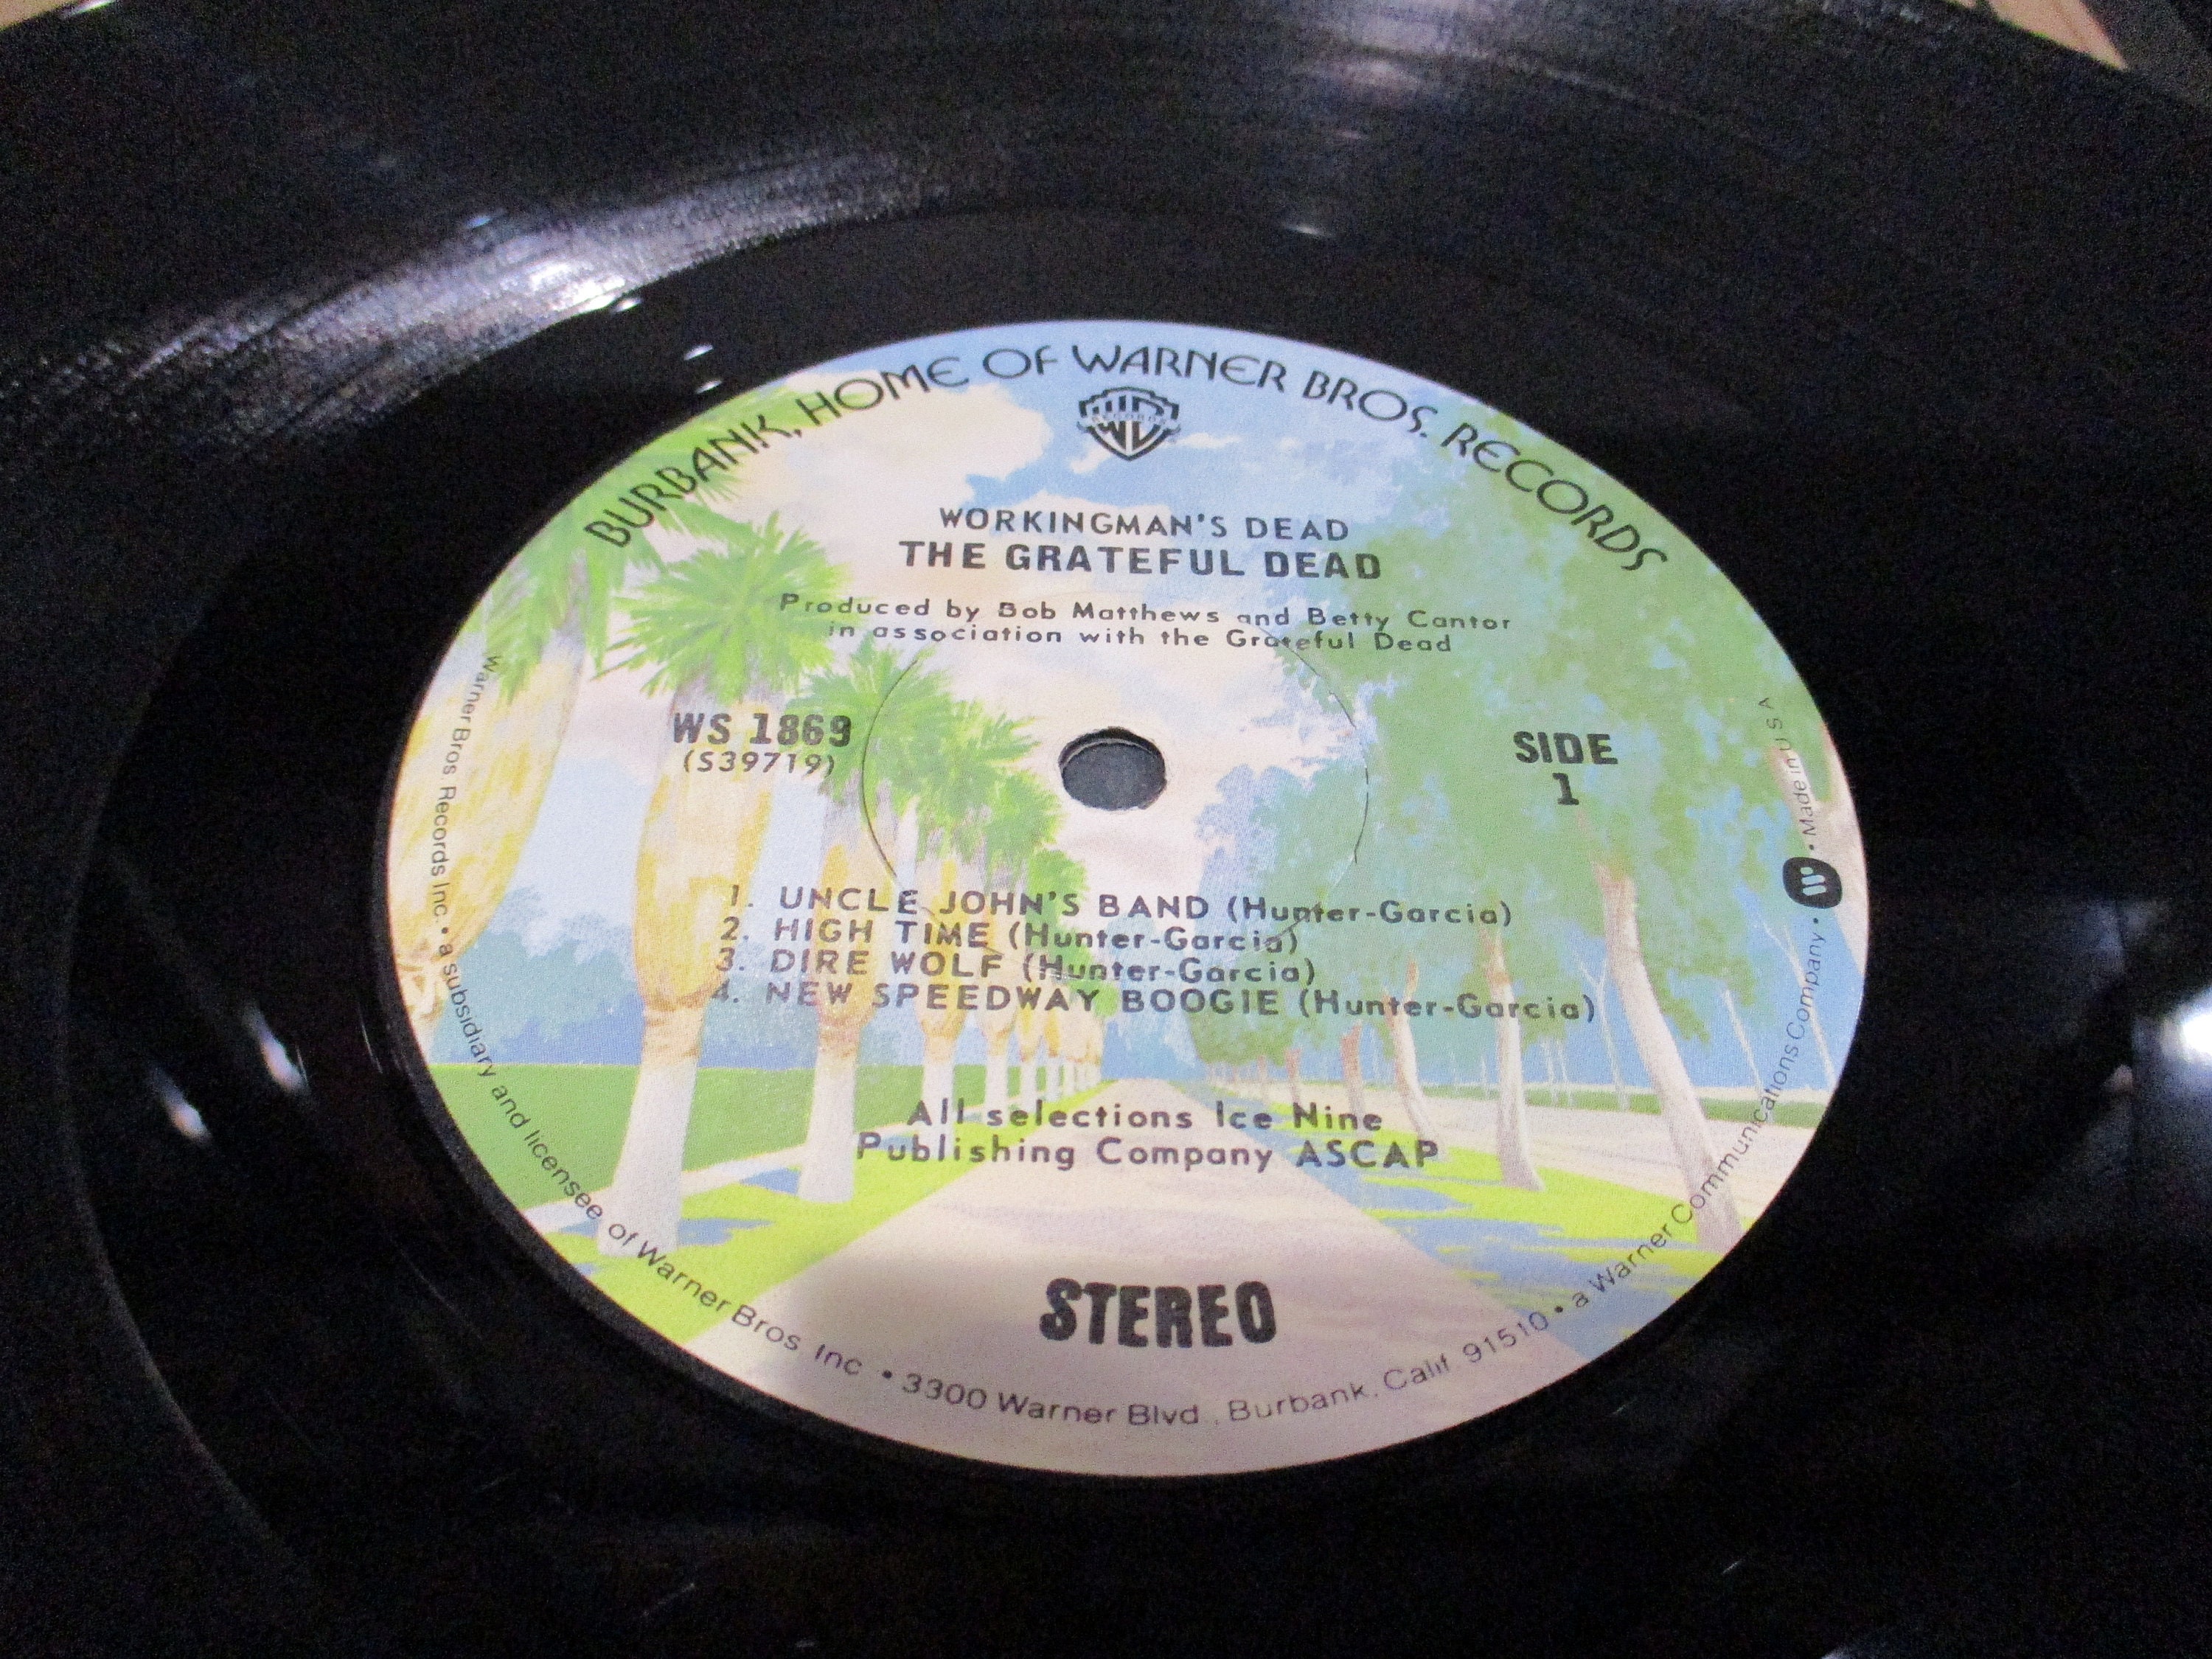 BURBANK, HOME OF WARNER BROS. RECORDS
WORKINGMAN'S DEAD
THE GRATEFUL DEAD
Produced by Bob Matthews and Betty Cantor
in association with the Grateful Dead
WS 1869
(S39719)
SIDE
1
1. UNCLE JOHN'S BAND (Hunter-Garcia)
2. HIGH TIME (Hunter-Garcia)
3. DIRE WOLF (Hunter-Garcia)
4. NEW SPEEDWAY BOOGIE (Hunter-Garcia)
All selections Ice Nine
Publishing Company ASCAP
STEREO
Warner Bros Records Inc. • a subsidiary and licensee of Warner Bros Inc • 3300 Warner Blvd., Burbank, Calif 91510 • a Warner Communications Company • Made in U S A